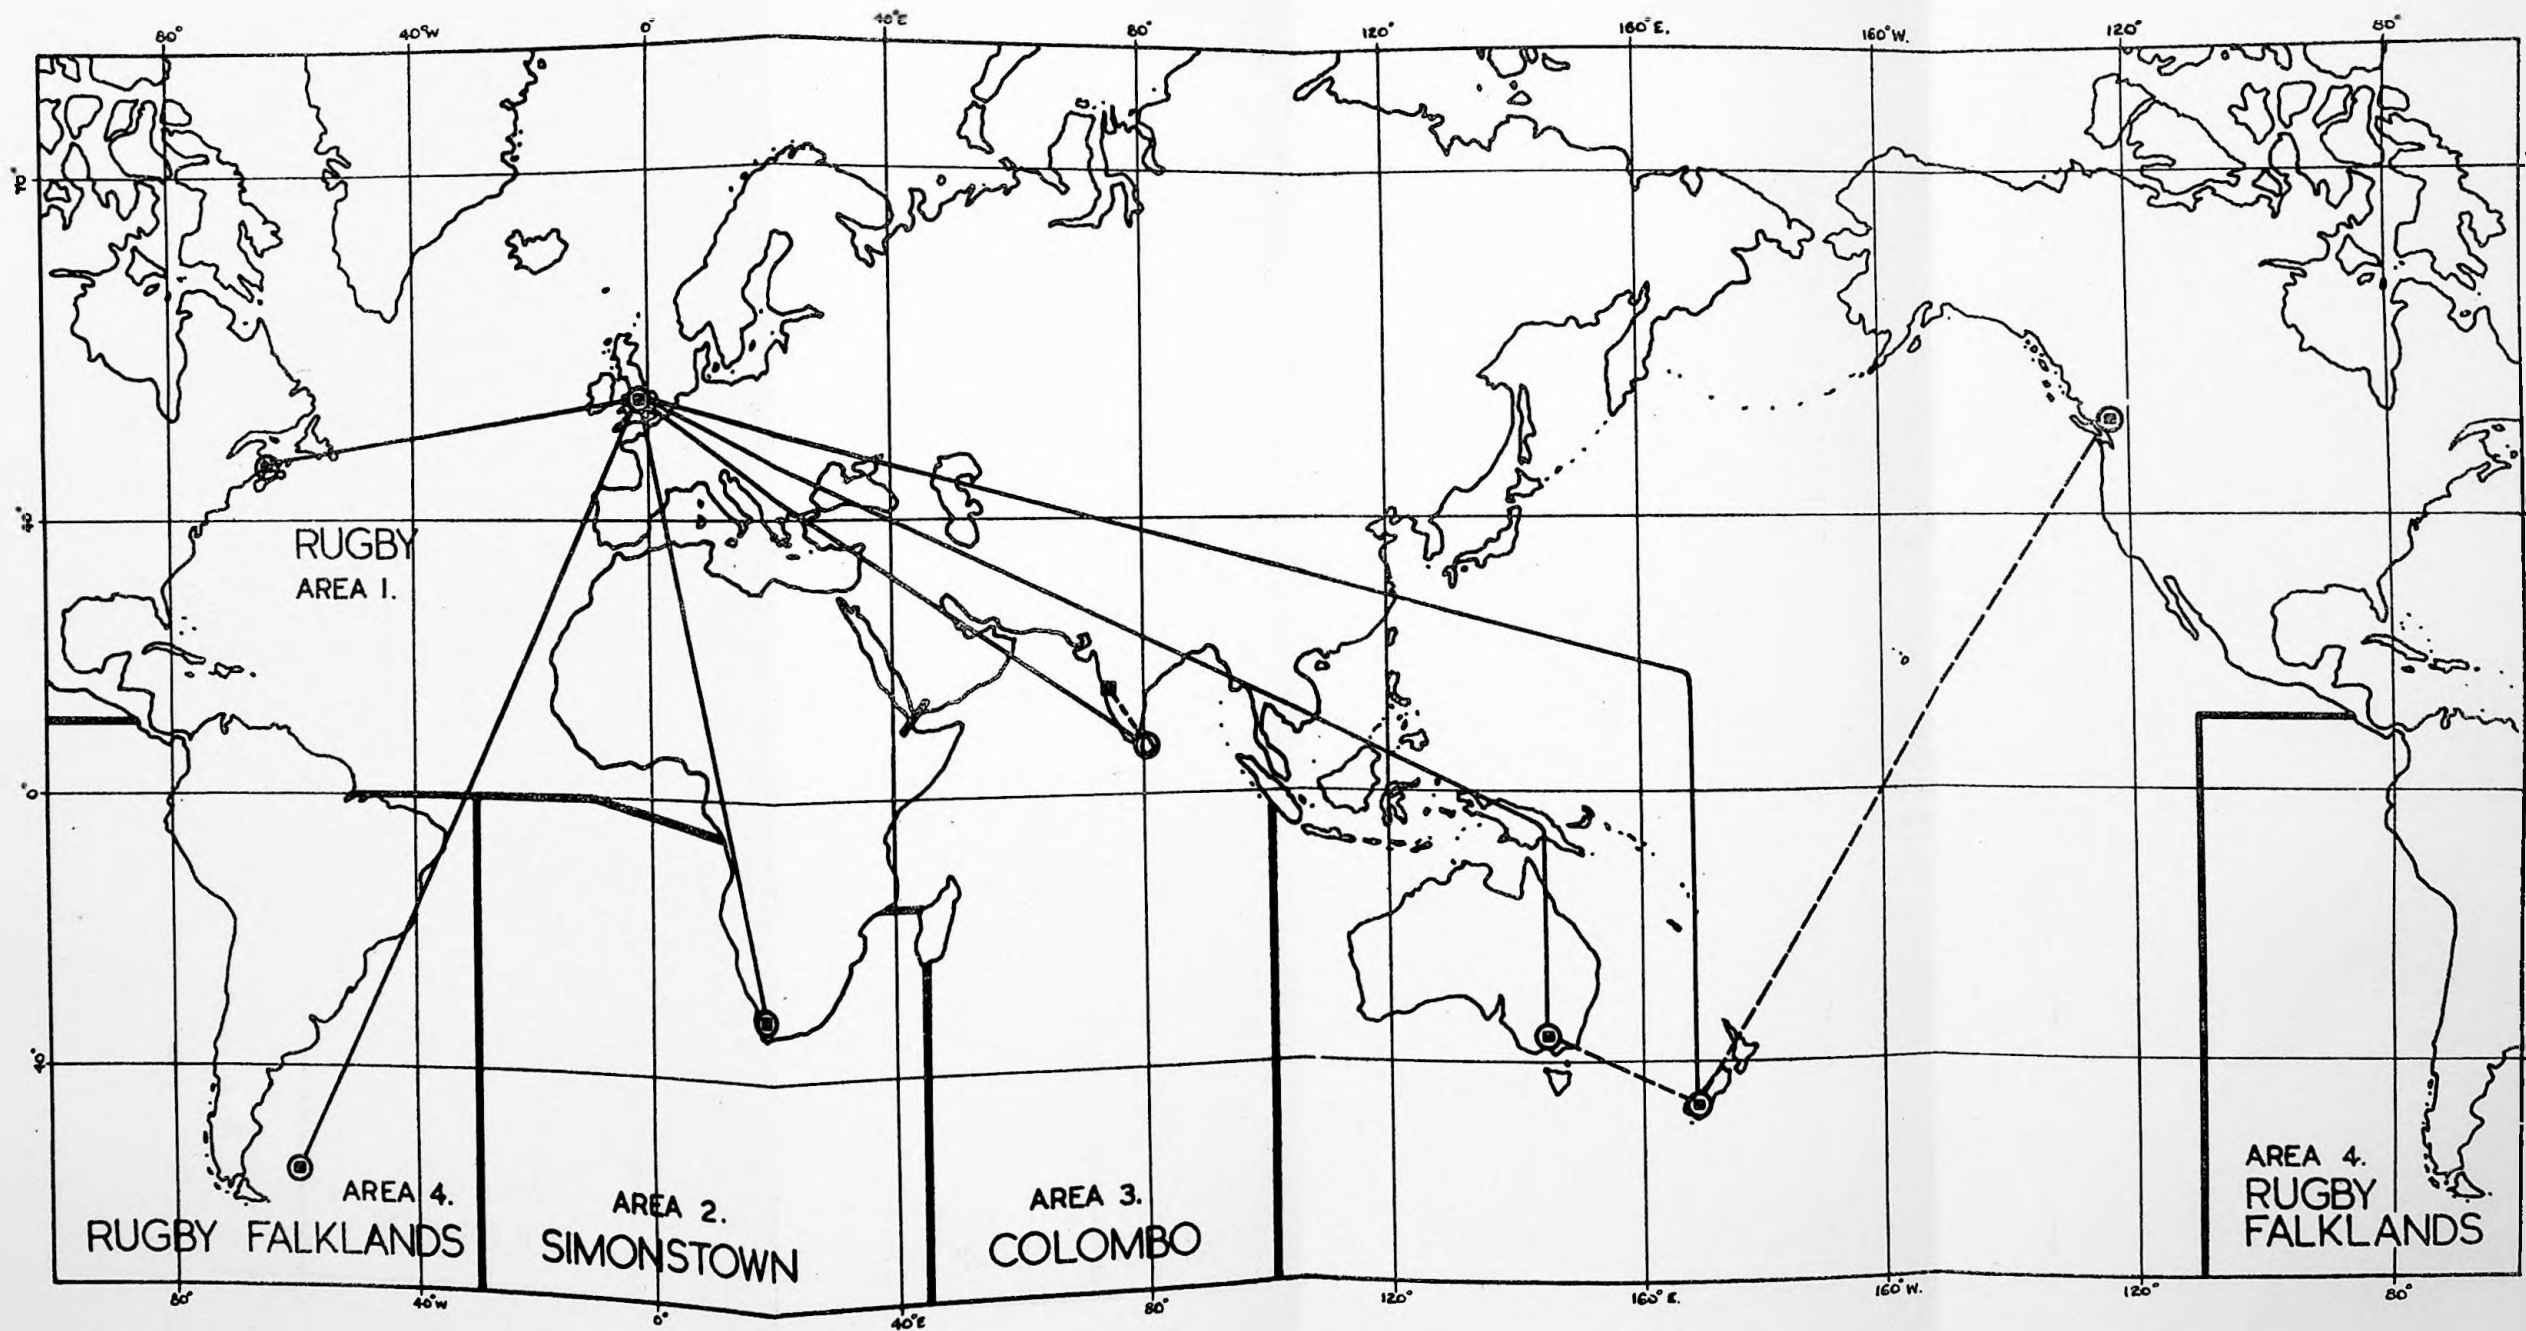 80° 40°W 0° 40°E 80° 120° 160°E. 160°W. 120° 80°
70°
40°
RUGBY
AREA 1.
0°
40°
AREA 4.
RUGBY FALKLANDS
AREA 2.
SIMONSTOWN
AREA 3.
COLOMBO
AREA 4.
RUGBY
FALKLANDS
80° 40°W 0° 40°E 80° 120° 160°E. 160°W. 120° 80°